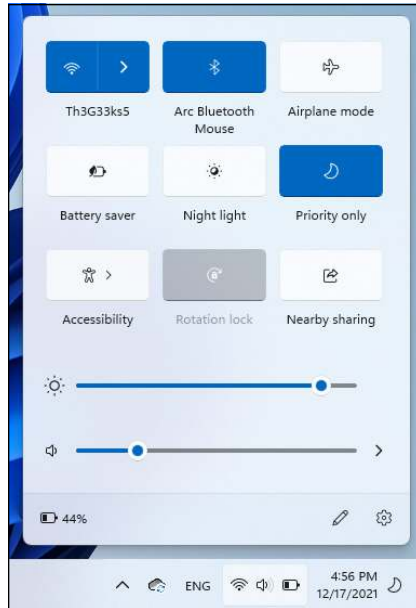 Th3G33ks5
Arc Bluetooth
Mouse
Airplane mode
Battery saver
Night light
Priority only
Accessibility
Rotation lock
Nearby sharing
44%
ENG
4:56 PM
12/17/2021